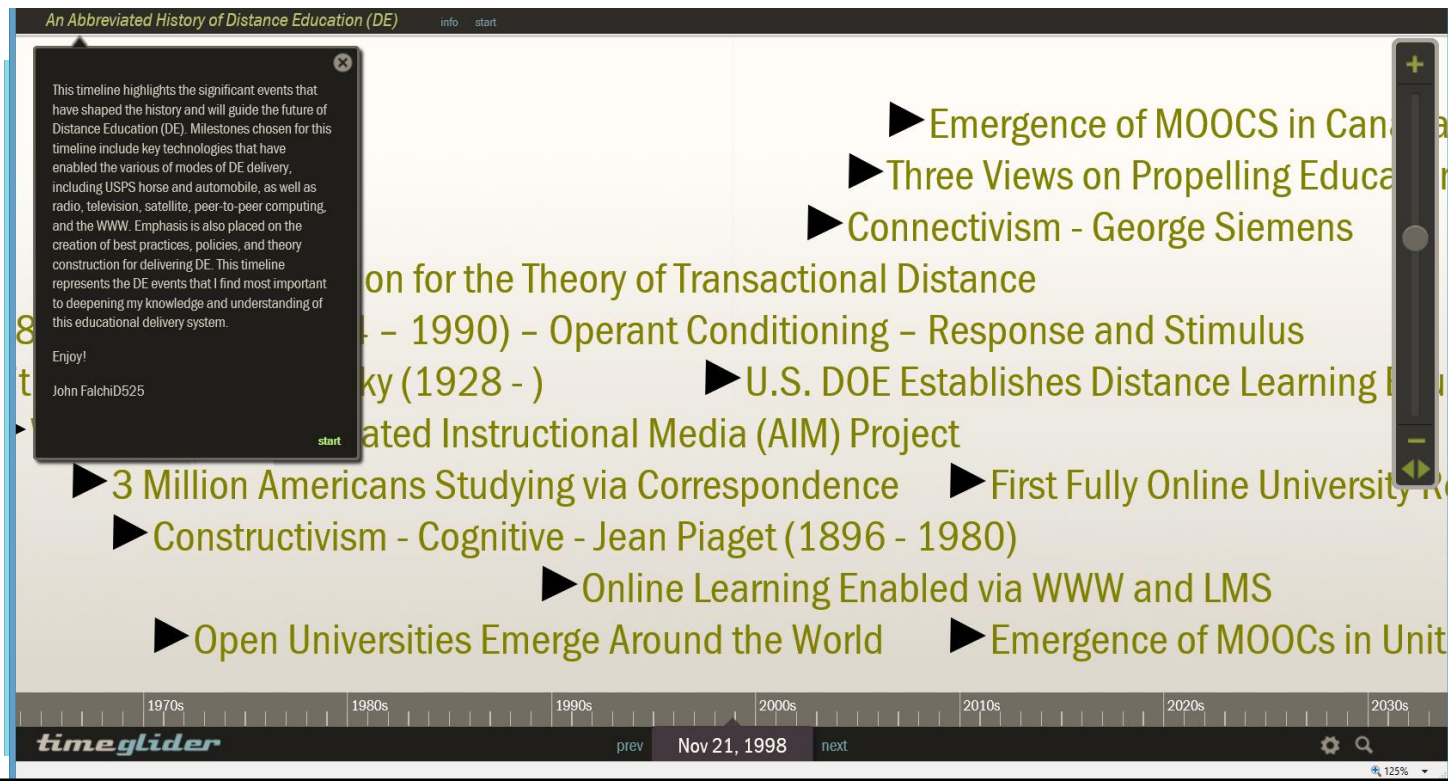 An Abbreviated History of Distance Education (DE) info start
This timeline highlights the significant events that
have shaped the history and will guide the future of
Distance Education (DE). Milestones chosen for this
timeline include key technologies that have
enabled the various of modes of DE delivery,
including USPS horse and automobile, as well as
radio, television, satellite, peer-to-peer computing,
and the WWW. Emphasis is also placed on the
creation of best practices, policies, and theory
construction for delivering DE. This timeline
represents the DE events that I find most important
to deepening my knowledge and understanding of
this educational delivery system.
Enjoy!
John FalchiD525
start
Emergence of MOOCS in Can
Three Views on Propelling Educa
Connectivism - George Siemens
on for the Theory of Transactional Distance
– 1990) – Operant Conditioning – Response and Stimulus
ky (1928 - )
U.S. DOE Establishes Distance Learning
ated Instructional Media (AIM) Project
3 Million Americans Studying via Correspondence
First Fully Online University
Constructivism - Cognitive - Jean Piaget (1896 - 1980)
Online Learning Enabled via WWW and LMS
Open Universities Emerge Around the World
Emergence of MOOCs in Unit
1970s 1980s 1990s 2000s 2010s 2020s 2030s
timeglider prev Nov 21, 1998 next
125%